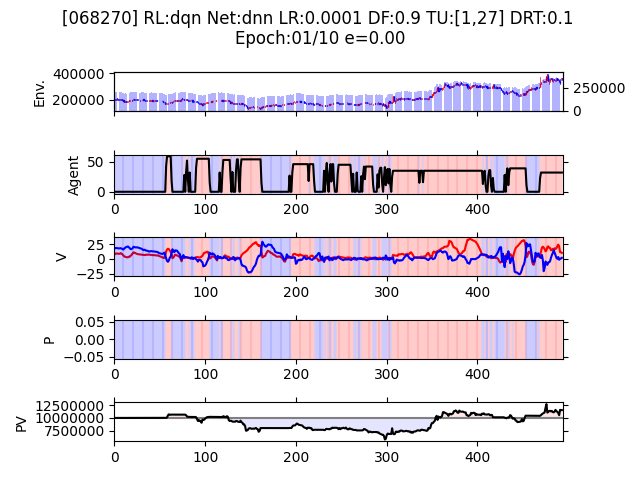 [068270] RL:dqn Net:dnn LR:0.0001 DF:0.9 TU:[1,27] DRT:0.1
Epoch:01/10 e=0.00
400000
200000
Env.
250000
0
50
0
Agent
0 100 200 300 400
25
0
−25
V
0 100 200 300 400
0.05
0.00
−0.05
P
0 100 200 300 400
12500000
10000000
7500000
PV
0 100 200 300 400